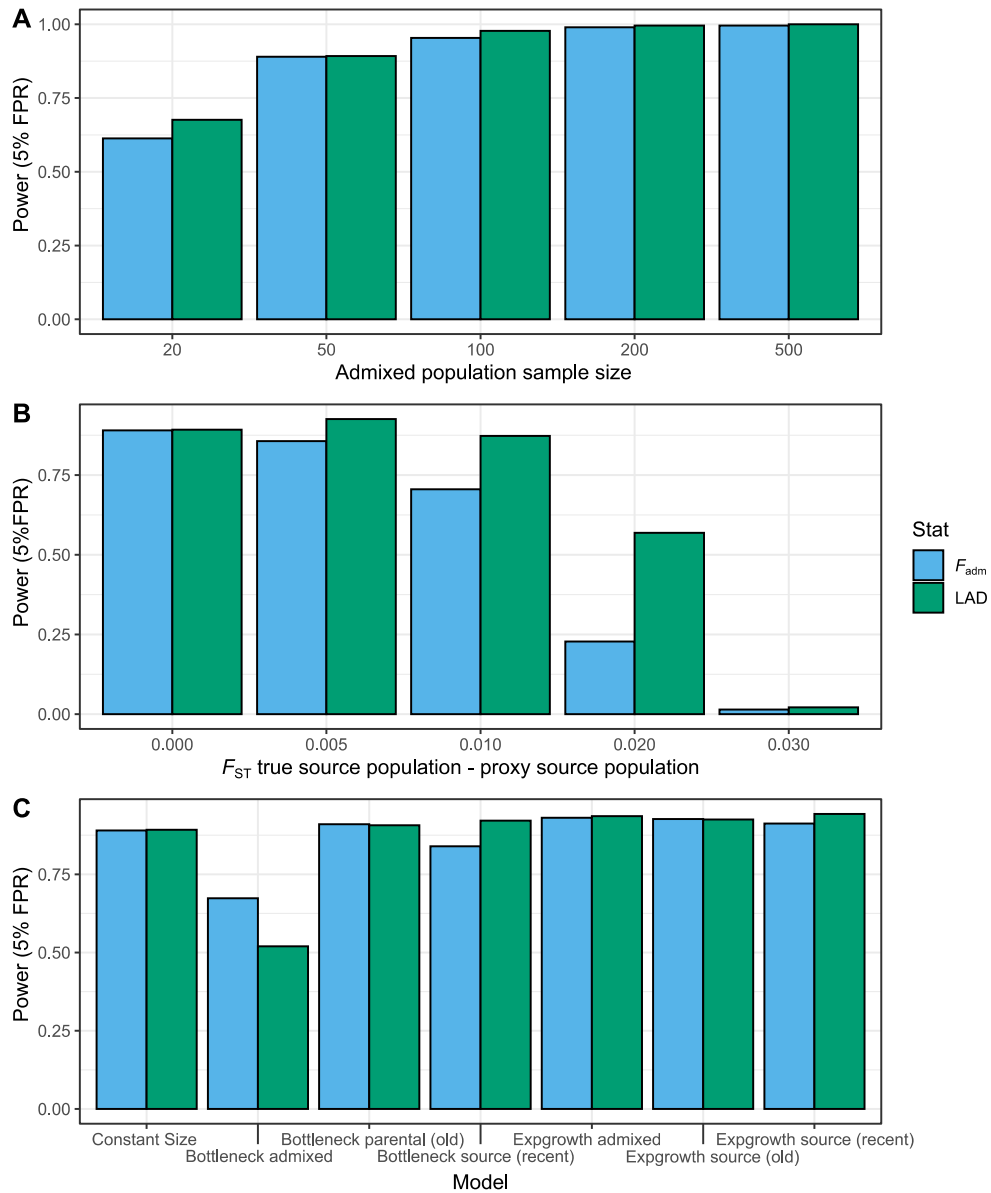 A
Power (5% FPR)
1.00
0.75
0.50
0.25
0.00
20 50 100 200 500
Admixed population sample size
B
Power (5%FPR)
0.75
0.50
0.25
0.00
0.000 0.005 0.010 0.020 0.030
FST true source population - proxy source population
Stat
Fadm
LAD
C
Power (5% FPR)
0.75
0.50
0.25
0.00
Constant Size Bottleneck parental (old) Expgrowth admixed Expgrowth source (recent)
Bottleneck admixed Bottleneck source (recent) Expgrowth source (old)
Model